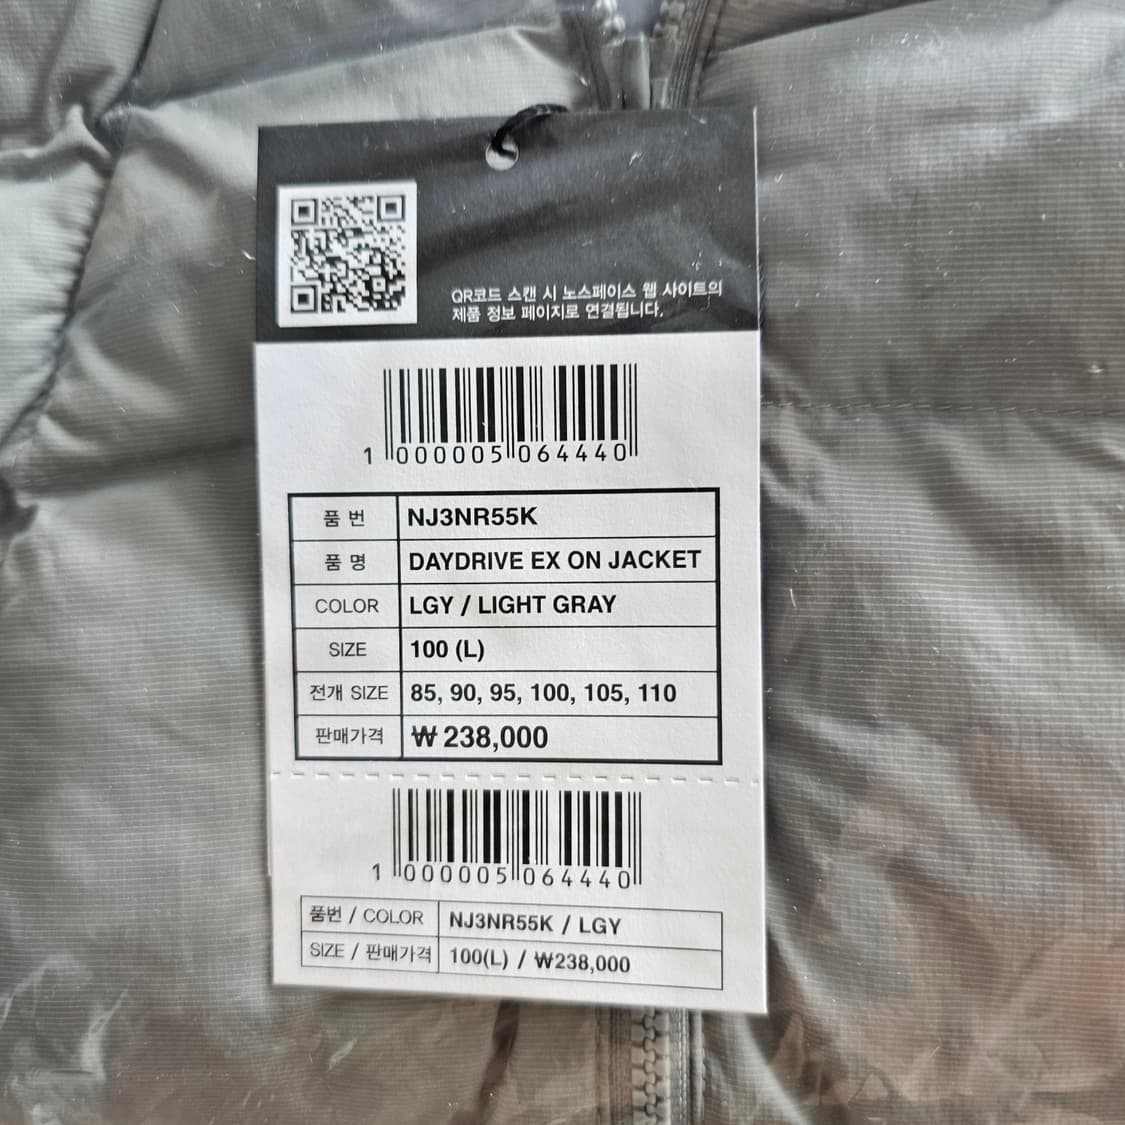 QR코드 스캔 시 노스페이스 웹 사이트의
제품 정보 페이지로 연결됩니다.
1 000005 064440
품 번 NJ3NR55K
품 명 DAYDRIVE EX ON JACKET
COLOR LGY / LIGHT GRAY
SIZE 100 (L)
전개 SIZE 85, 90, 95, 100, 105, 110
판매가격 ₩ 238,000
1 000005 064440
품번 / COLOR NJ3NR55K / LGY
SIZE / 판매가격 100(L) / ₩238,000